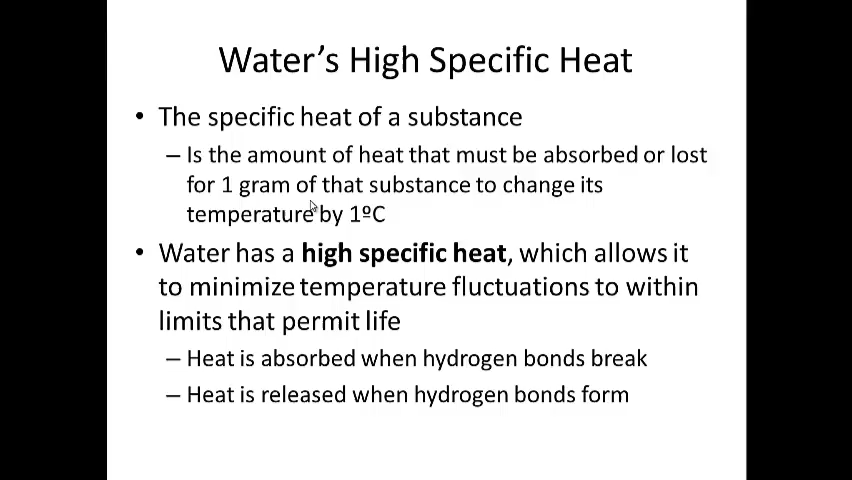 Water's High Specific Heat
• The specific heat of a substance
– Is the amount of heat that must be absorbed or lost
for 1 gram of that substance to change its
temperature by 1ºC
• Water has a high specific heat, which allows it
to minimize temperature fluctuations to within
limits that permit life
– Heat is absorbed when hydrogen bonds break
– Heat is released when hydrogen bonds form